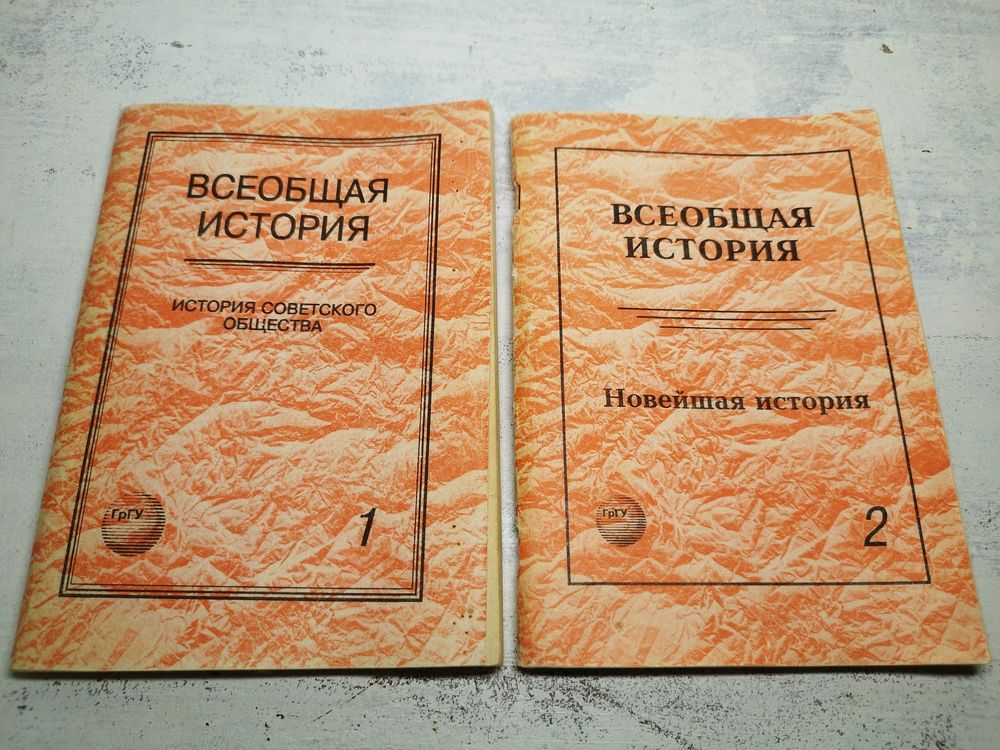 ВСЕОБЩАЯ
ИСТОРИЯ
ИСТОРИЯ СОВЕТСКОГО
ОБЩЕСТВА
ГрГУ
1
ВСЕОБЩАЯ
ИСТОРИЯ
Новейшая история
ГрГУ
2